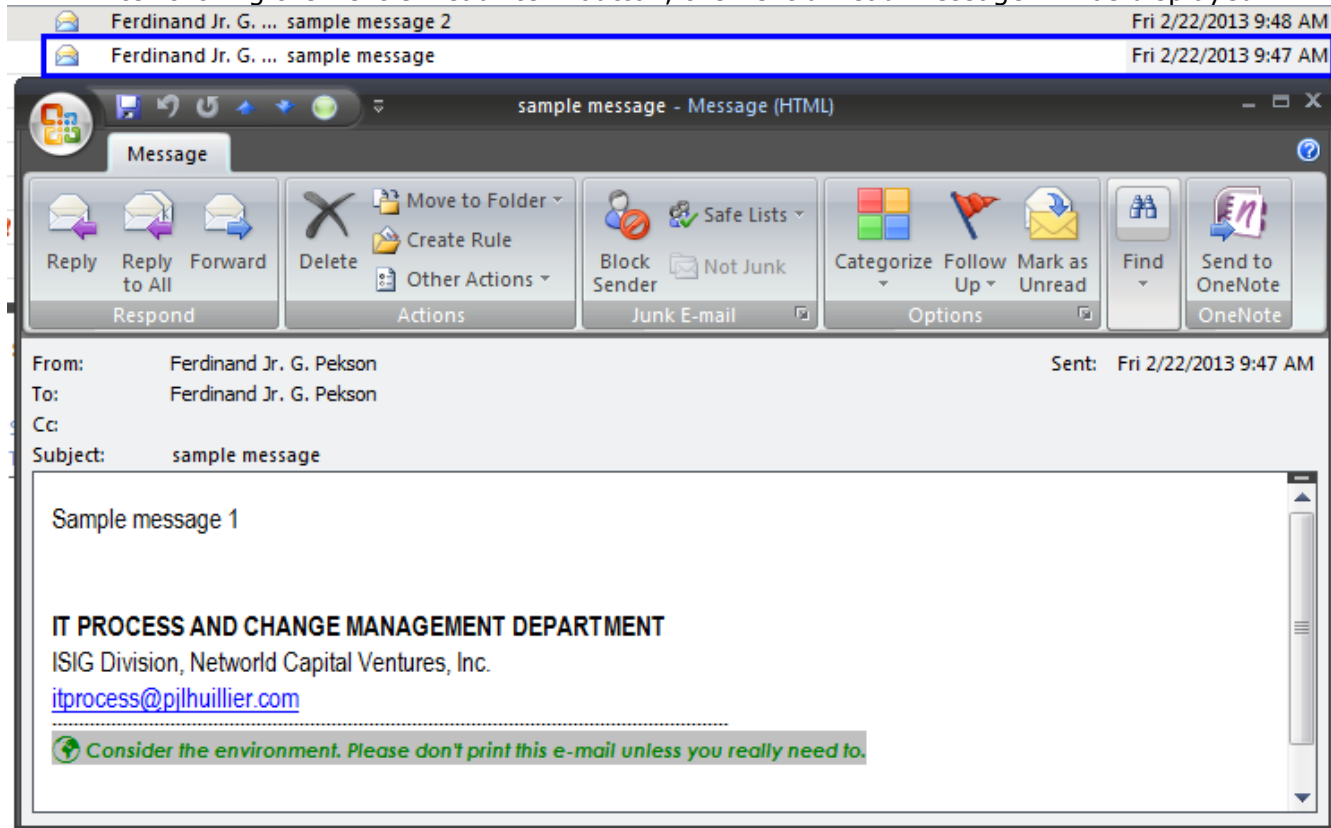 Ferdinand Jr. G. ... sample message 2 Fri 2/22/2013 9:48 AM
Ferdinand Jr. G. ... sample message Fri 2/22/2013 9:47 AM
sample message - Message (HTML)
Message
Reply Reply to All Forward Delete Move to Folder Create Rule Other Actions Block Sender Safe Lists Not Junk Categorize Follow Up Mark as Unread Find Send to OneNote
Respond Actions Junk E-mail Options OneNote
From: Ferdinand Jr. G. Pekson Sent: Fri 2/22/2013 9:47 AM
To: Ferdinand Jr. G. Pekson
Cc:
Subject: sample message
Sample message 1
IT PROCESS AND CHANGE MANAGEMENT DEPARTMENT
ISIG Division, Networld Capital Ventures, Inc.
itprocess@pjlhuillier.com
Consider the environment. Please don't print this e-mail unless you really need to.